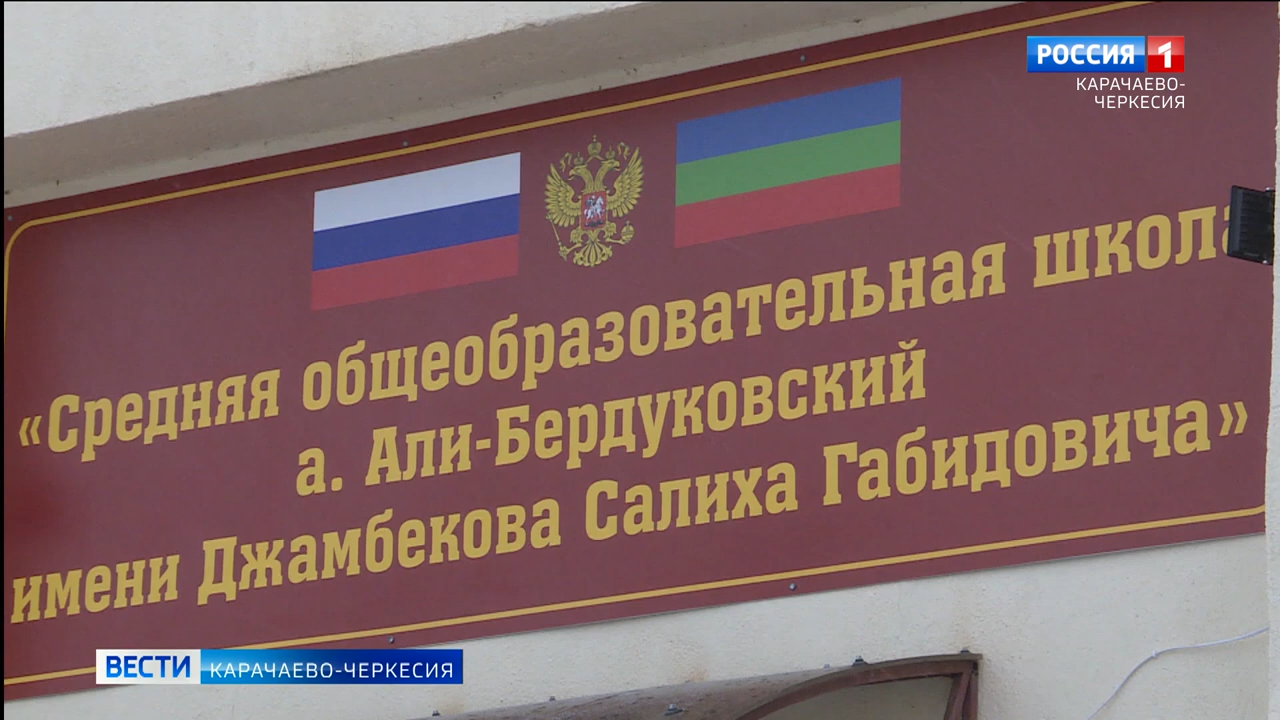 РОССИЯ 1
КАРАЧАЕВО-
ЧЕРКЕСИЯ
«Средняя общеобразовательная школа
а. Али-Бердуковский
имени Джамбекова Салиха Габидовича»
ВЕСТИ КАРАЧАЕВО-ЧЕРКЕСИЯ